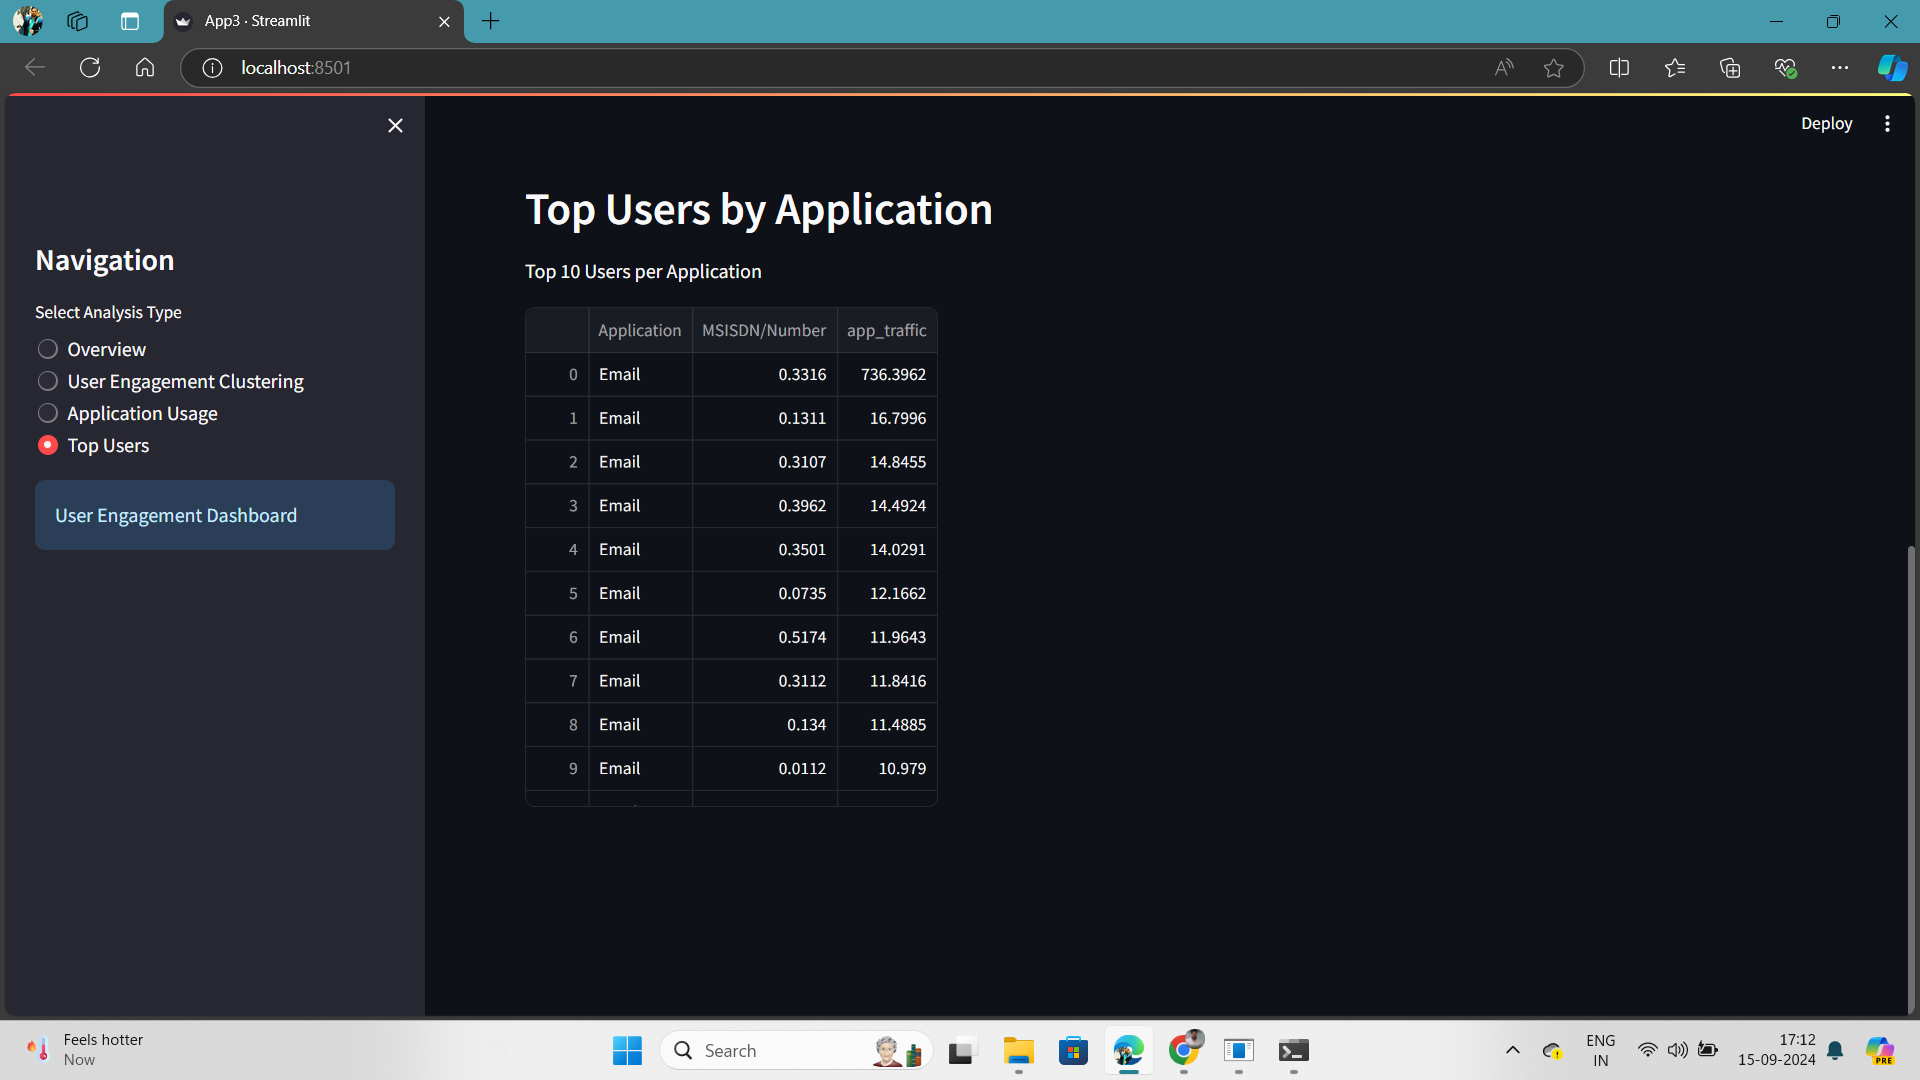 App3 · Streamlit
localhost:8501
Deploy
Navigation
Select Analysis Type
Overview
User Engagement Clustering
Application Usage
Top Users
User Engagement Dashboard
Top Users by Application
Top 10 Users per Application
Application MSISDN/Number app_traffic
0 Email 0.3316 736.3962
1 Email 0.1311 16.7996
2 Email 0.3107 14.8455
3 Email 0.3962 14.4924
4 Email 0.3501 14.0291
5 Email 0.0735 12.1662
6 Email 0.5174 11.9643
7 Email 0.3112 11.8416
8 Email 0.134 11.4885
9 Email 0.0112 10.979
Feels hotter
Now
Search
ENG
IN
17:12
15-09-2024
PRE